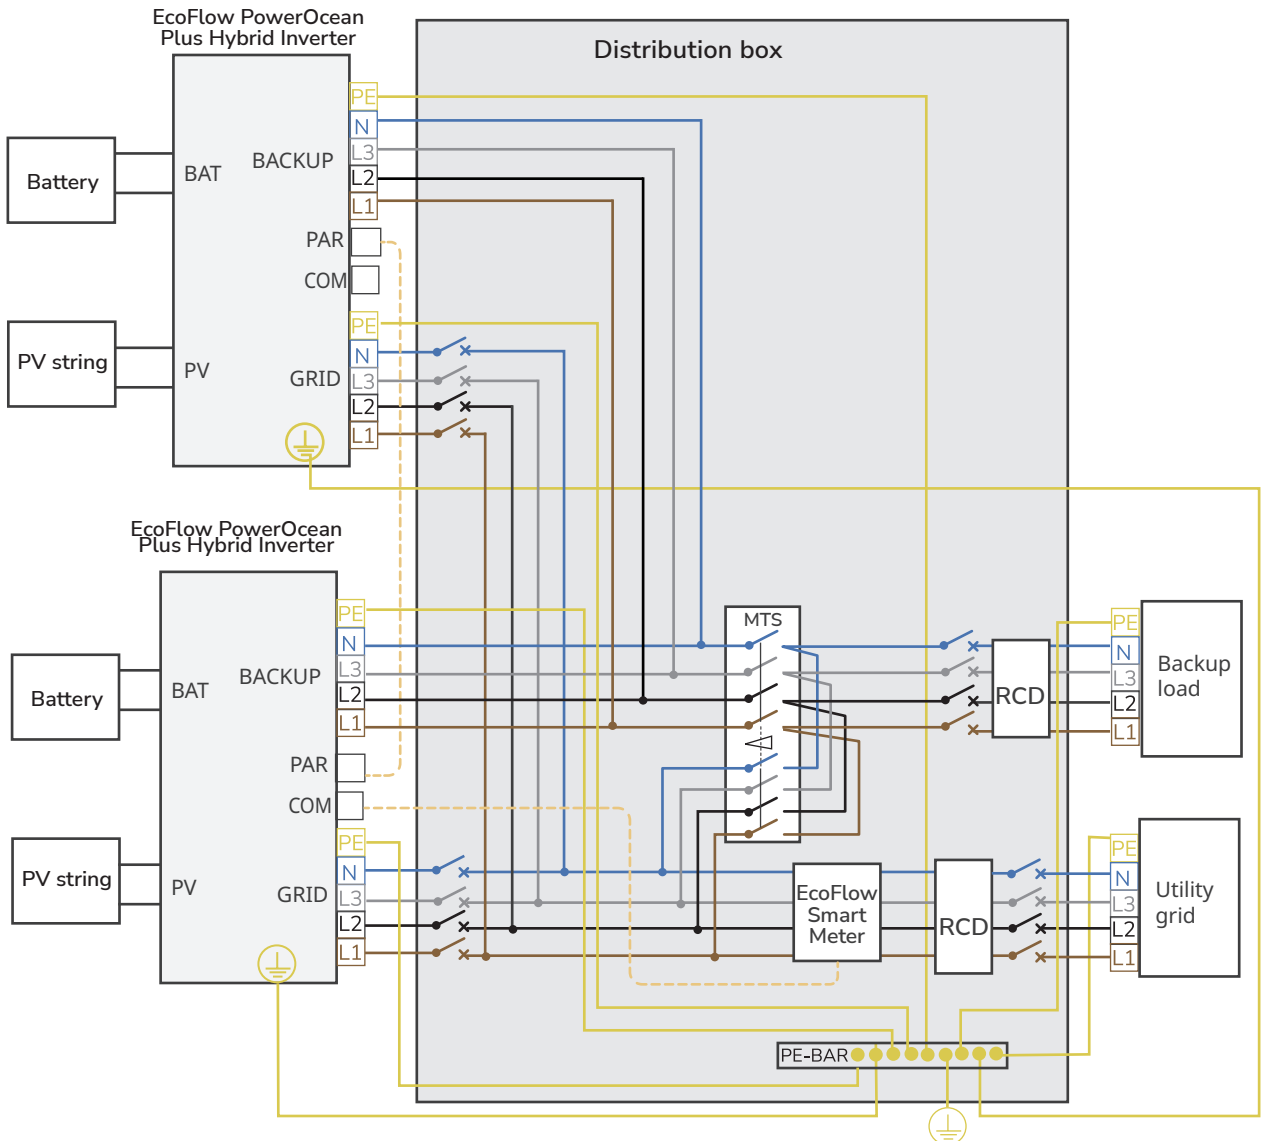 EcoFlow PowerOcean
Plus Hybrid Inverter
Distribution box
PE
N
L3
L2
L1
BACKUP
BAT
Battery
PAR
COM
PE
N
L3
L2
L1
GRID
PV
PV string
EcoFlow PowerOcean
Plus Hybrid Inverter
PE
N
L3
L2
L1
BACKUP
BAT
Battery
PAR
COM
PE
N
L3
L2
L1
GRID
PV
PV string
MTS
RCD
PE
N
L3
L2
L1
Backup
load
EcoFlow
Smart
Meter
RCD
PE
N
L3
L2
L1
Utility
grid
PE-BAR